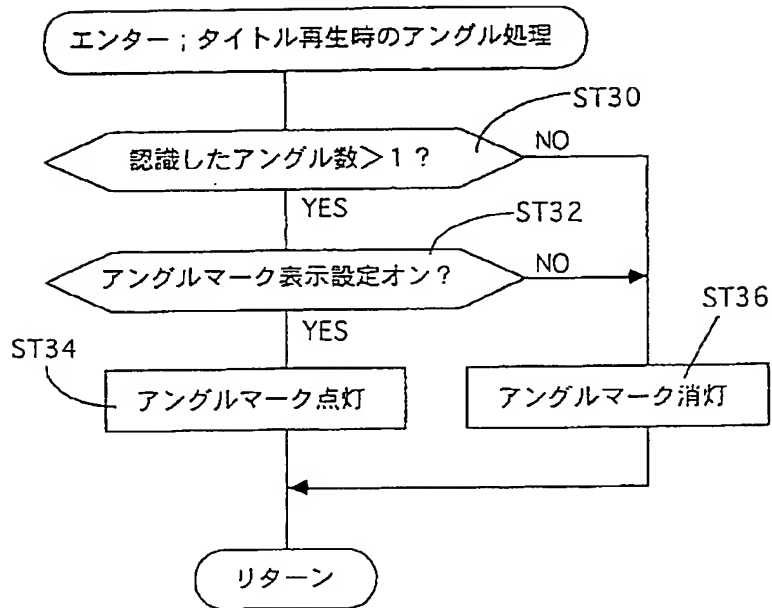 エンター；タイトル再生時のアングル処理
ST30
認識したアングル数＞１？
NO
YES
ST32
アングルマーク表示設定オン？
NO
YES
ST36
ST34
アングルマーク点灯
アングルマーク消灯
リターン